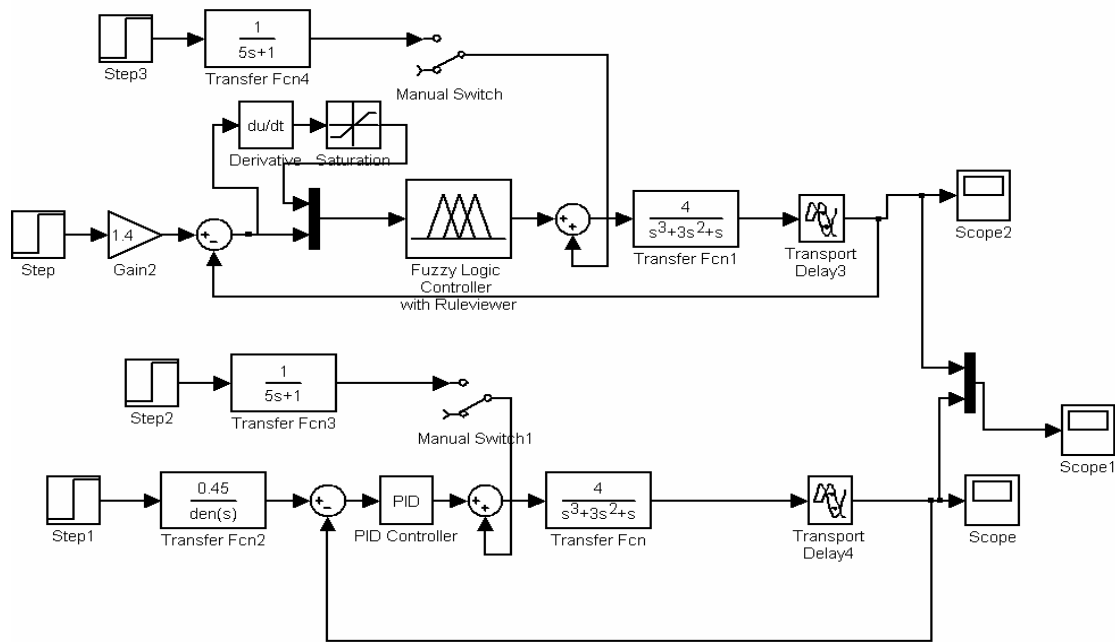 1
5s+1
Step3
Transfer Fcn4
Manual Switch
du/dt
Derivative
Saturation
1.4
Step
Gain2
+
−
Fuzzy Logic
Controller
with Ruleviewer
+
+
4
s³+3s²+s
Transfer Fcn1
Transport
Delay3
Scope2
1
5s+1
Step2
Transfer Fcn3
Manual Switch1
Scope1
0.45
den(s)
Step1
Transfer Fcn2
+
−
PID
PID Controller
+
+
4
s³+3s²+s
Transfer Fcn
Transport
Delay4
Scope